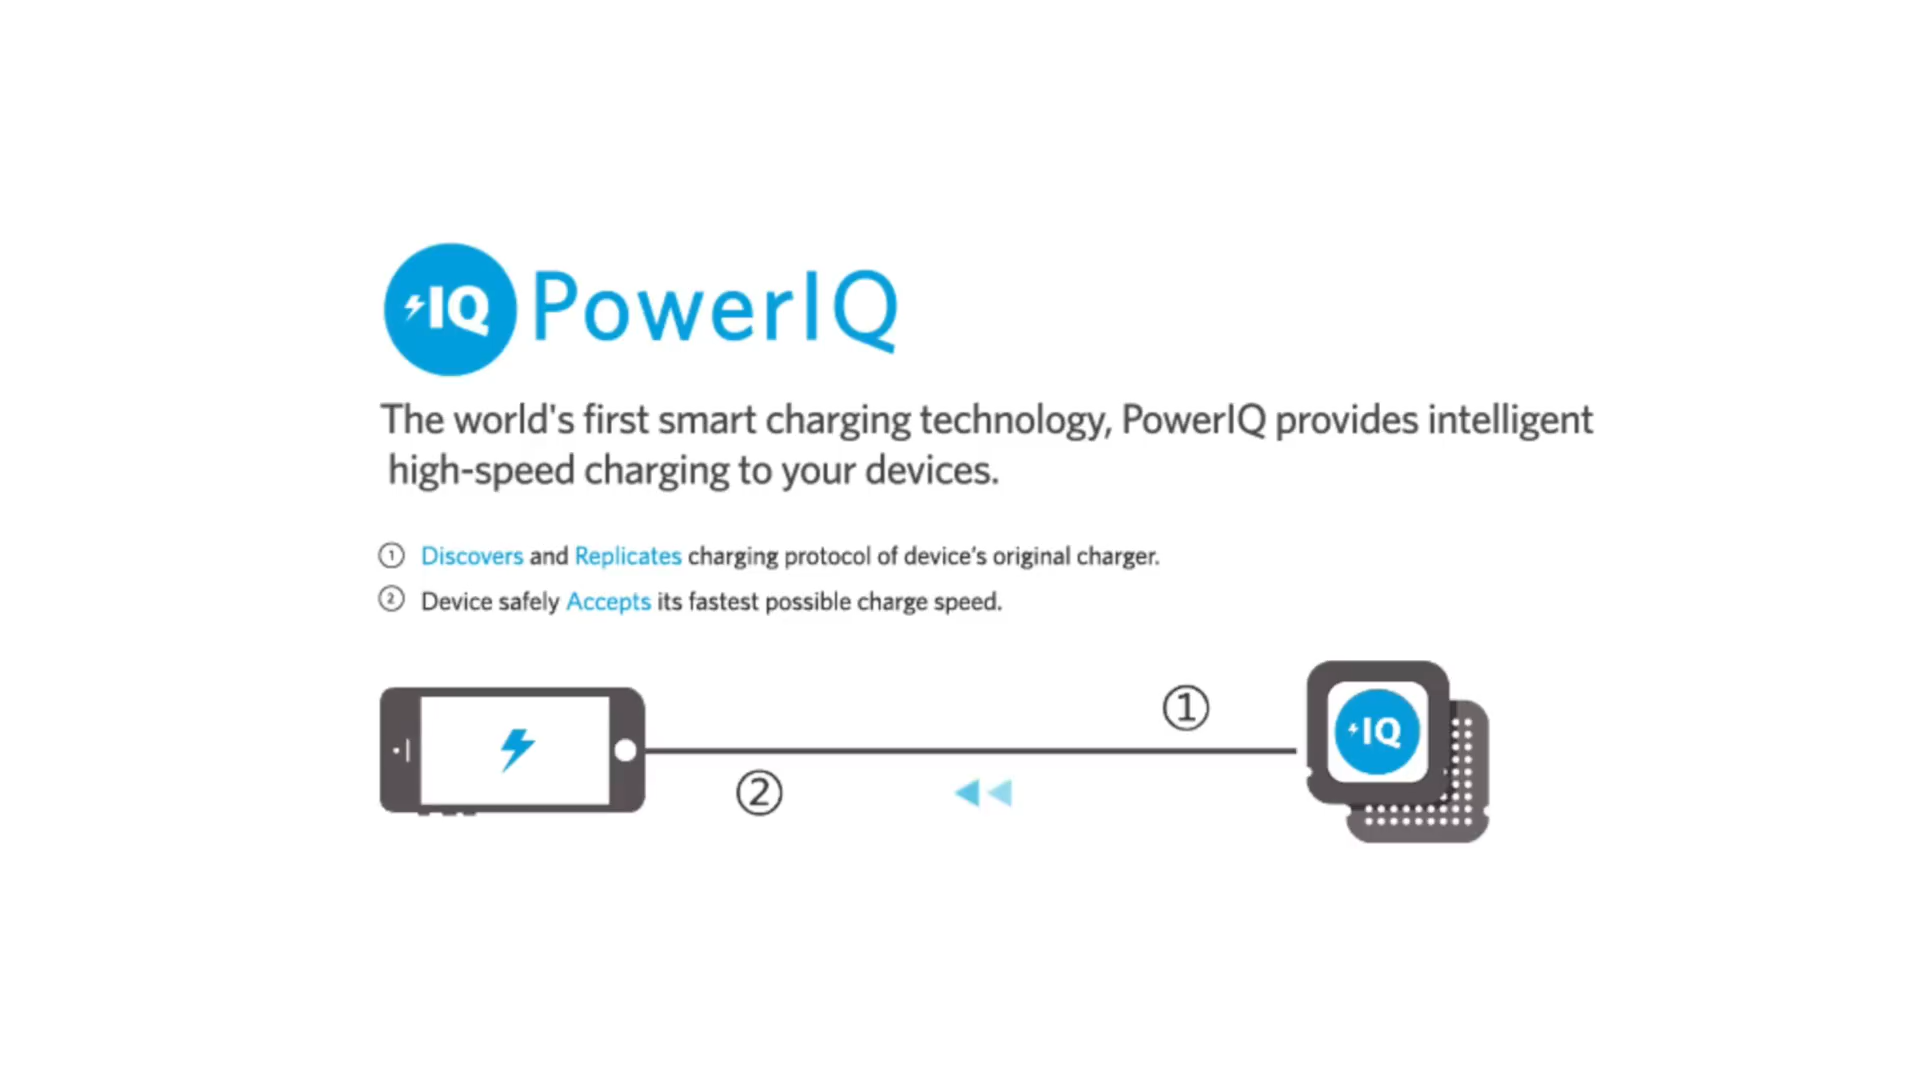 IQ PowerIQ
The world's first smart charging technology, PowerIQ provides intelligent
high-speed charging to your devices.
① Discovers and Replicates charging protocol of device’s original charger.
② Device safely Accepts its fastest possible charge speed.
①
IQ
②